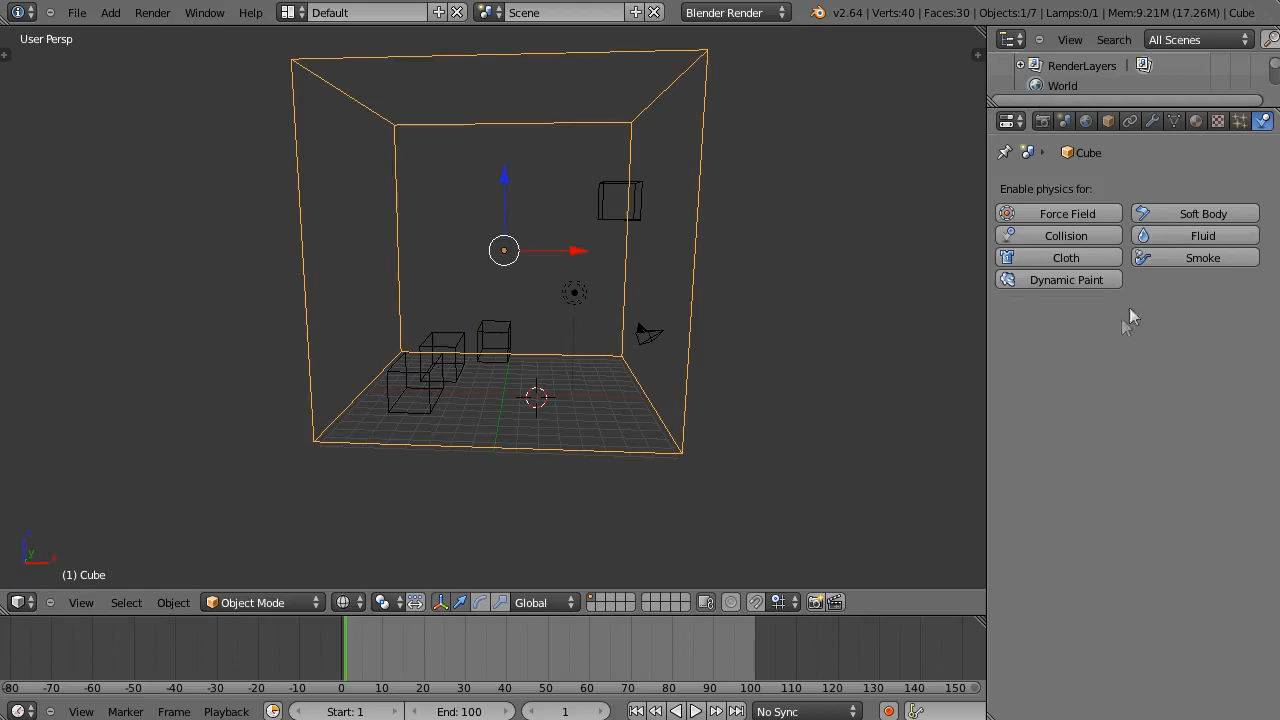 File Add Render Window Help Default Scene Blender Render v2.64 | Verts:40 | Faces:30 | Objects:1/7 | Lamps:0/1 | Mem:9.21M (17.26M) | Cube
User Persp
View Search All Scenes
RenderLayers
World
Cube
Enable physics for:
Force Field Soft Body
Collision Fluid
Cloth Smoke
Dynamic Paint
z
y x
(1) Cube
View Select Object Object Mode Global
-80 -70 -60 -50 -40 -30 -20 -10 0 10 20 30 40 50 60 70 80 90 100 110 120 130 140 150
View Marker Frame Playback Start: 1 End: 100 1 No Sync